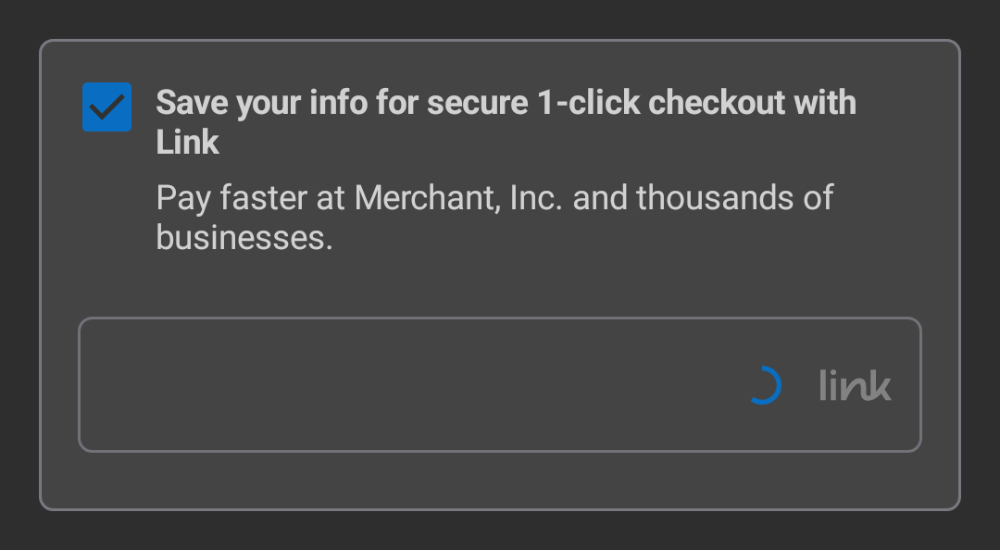 Save your info for secure 1-click checkout with
Link
Pay faster at Merchant, Inc. and thousands of
businesses.
link